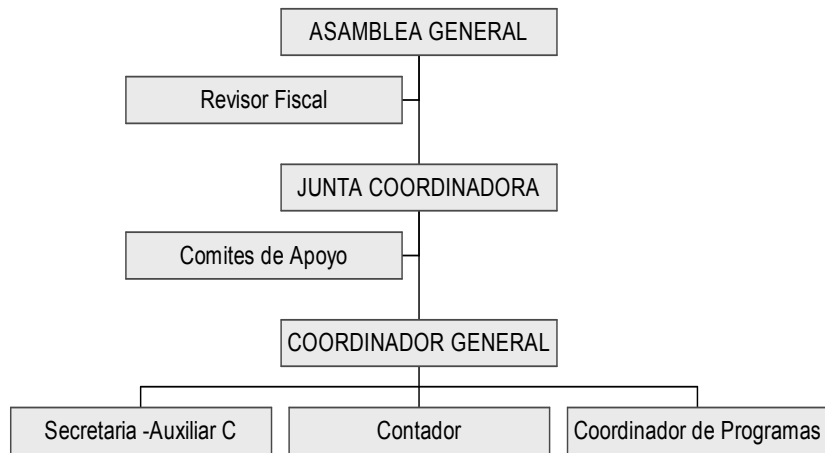 ASAMBLEA GENERAL
Revisor Fiscal
JUNTA COORDINADORA
Comites de Apoyo
COORDINADOR GENERAL
Secretaria -Auxiliar C
Contador
Coordinador de Programas